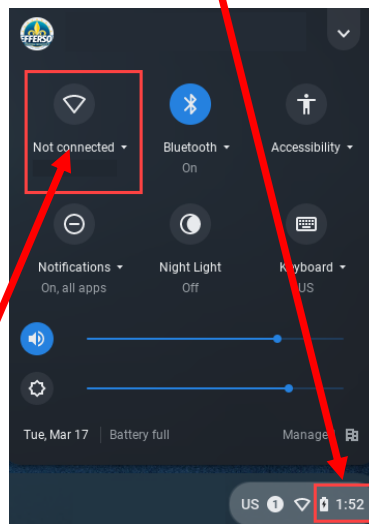 EFFERSO
Not connected
Bluetooth
Accessibility
On
Notifications
Night Light
Keyboard
On, all apps
Off
US
Tue, Mar 17
Battery full
Manage
US 1 1:52